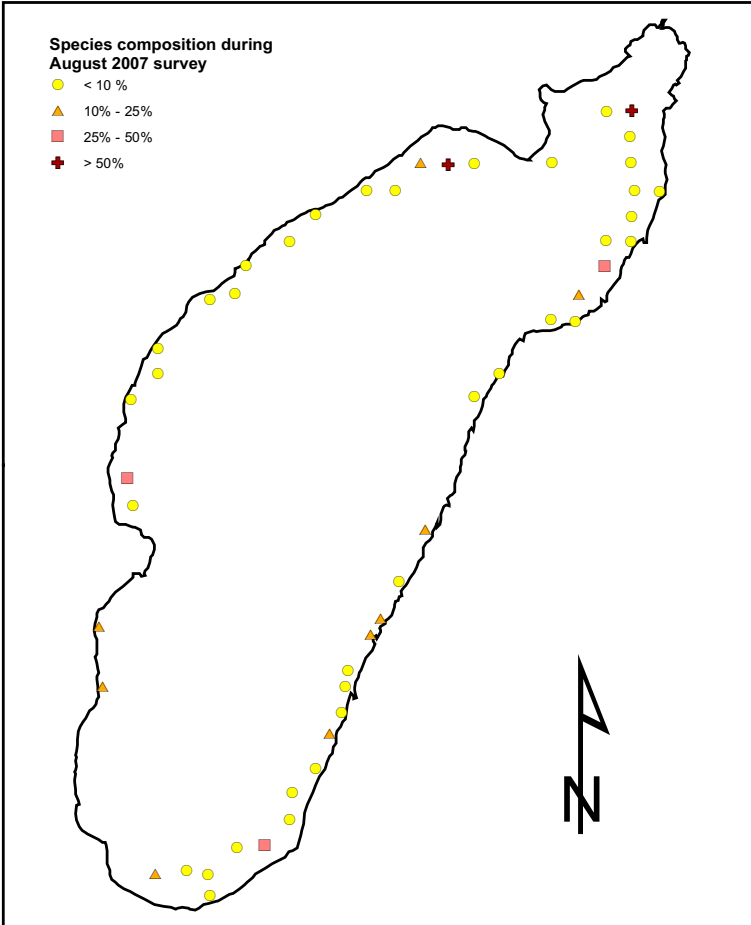 Species composition during
August 2007 survey
< 10 %
10% - 25%
25% - 50%
> 50%
N